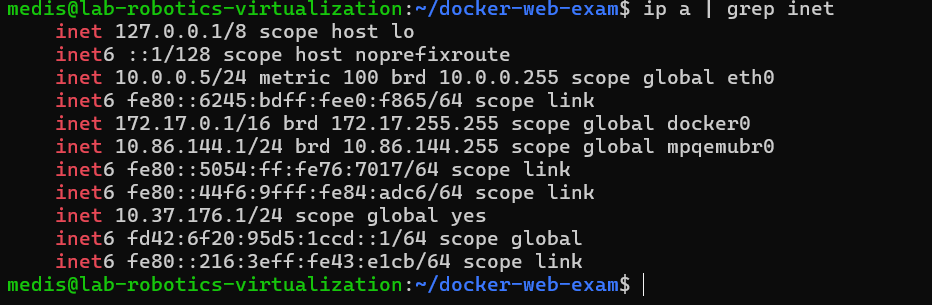 medis@lab-robotics-virtualization:~/docker-web-exam$ ip a | grep inet
    inet 127.0.0.1/8 scope host lo
    inet6 ::1/128 scope host noprefixroute
    inet 10.0.0.5/24 metric 100 brd 10.0.0.255 scope global eth0
    inet6 fe80::6245:bdff:fee0:f865/64 scope link
    inet 172.17.0.1/16 brd 172.17.255.255 scope global docker0
    inet 10.86.144.1/24 brd 10.86.144.255 scope global mpqemubr0
    inet6 fe80::5054:ff:fe76:7017/64 scope link
    inet6 fe80::44f6:9fff:fe84:adc6/64 scope link
    inet 10.37.176.1/24 scope global yes
    inet6 fd42:6f20:95d5:1ccd::1/64 scope global
    inet6 fe80::216:3eff:fe43:e1cb/64 scope link
medis@lab-robotics-virtualization:~/docker-web-exam$